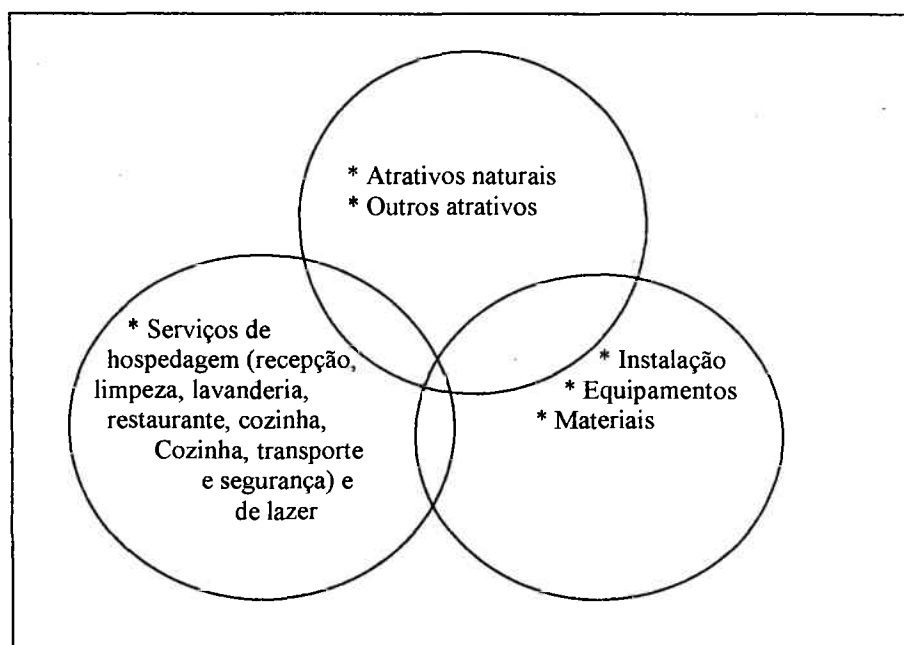 * Atrativos naturais
* Outros atrativos
* Serviços de
hospedagem (recepção,
limpeza, lavanderia,
restaurante, cozinha,
Cozinha, transporte
e segurança) e
de lazer
* Instalação
* Equipamentos
* Materiais